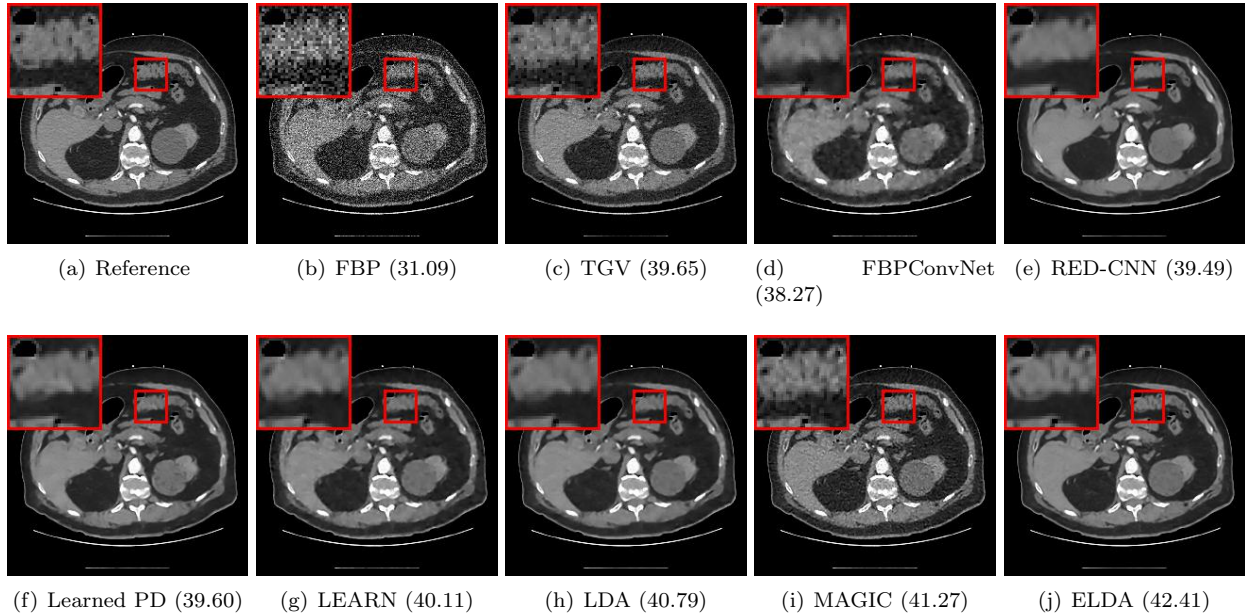 (a) Reference
(b) FBP (31.09)
(c) TGV (39.65)
(d) FBPConvNet
(38.27)
(e) RED-CNN (39.49)
(f) Learned PD (39.60)
(g) LEARN (40.11)
(h) LDA (40.79)
(i) MAGIC (41.27)
(j) ELDA (42.41)